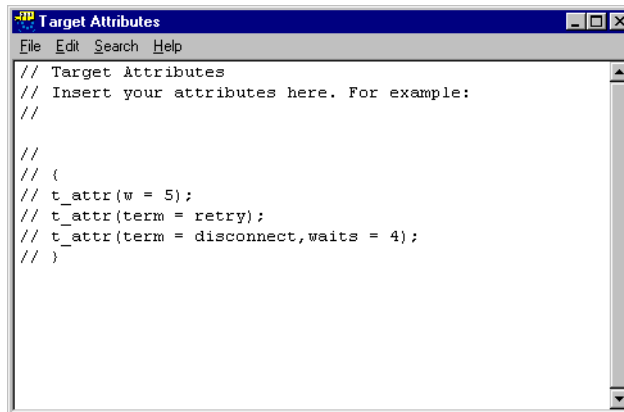 Target Attributes
File Edit Search Help
// Target Attributes
// Insert your attributes here. For example:
//
//
// {
// t_attr(w = 5);
// t_attr(term = retry);
// t_attr(term = disconnect,waits = 4);
// }